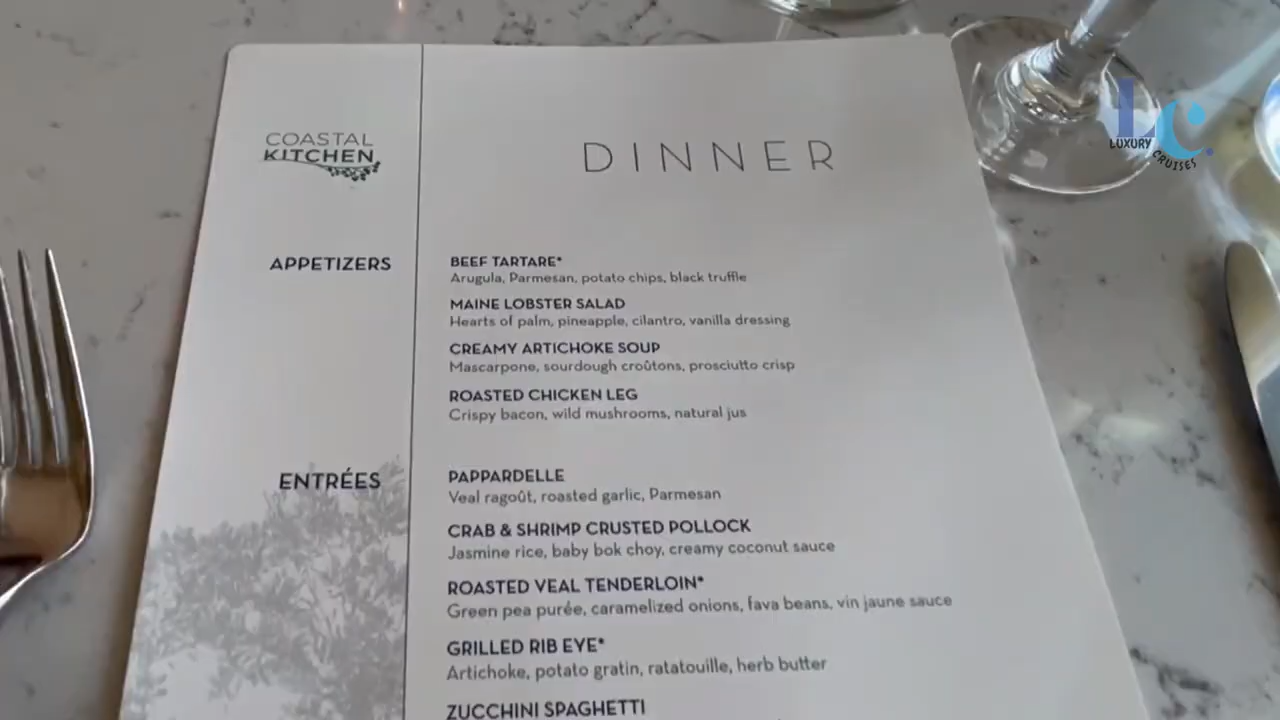 COASTAL
KITCHEN
DINNER
LC.
LUXURY
CRUISES
APPETIZERS
BEEF TARTARE*
Arugula, Parmesan, potato chips, black truffle
MAINE LOBSTER SALAD
Hearts of palm, pineapple, cilantro, vanilla dressing
CREAMY ARTICHOKE SOUP
Mascarpone, sourdough croûtons, prosciutto crisp
ROASTED CHICKEN LEG
Crispy bacon, wild mushrooms, natural jus
ENTRÉES
PAPPARDELLE
Veal ragoût, roasted garlic, Parmesan
CRAB & SHRIMP CRUSTED POLLOCK
Jasmine rice, baby bok choy, creamy coconut sauce
ROASTED VEAL TENDERLOIN*
Green pea purée, caramelized onions, fava beans, vin jaune sauce
GRILLED RIB EYE*
Artichoke, potato gratin, ratatouille, herb butter
ZUCCHINI SPAGHETTI